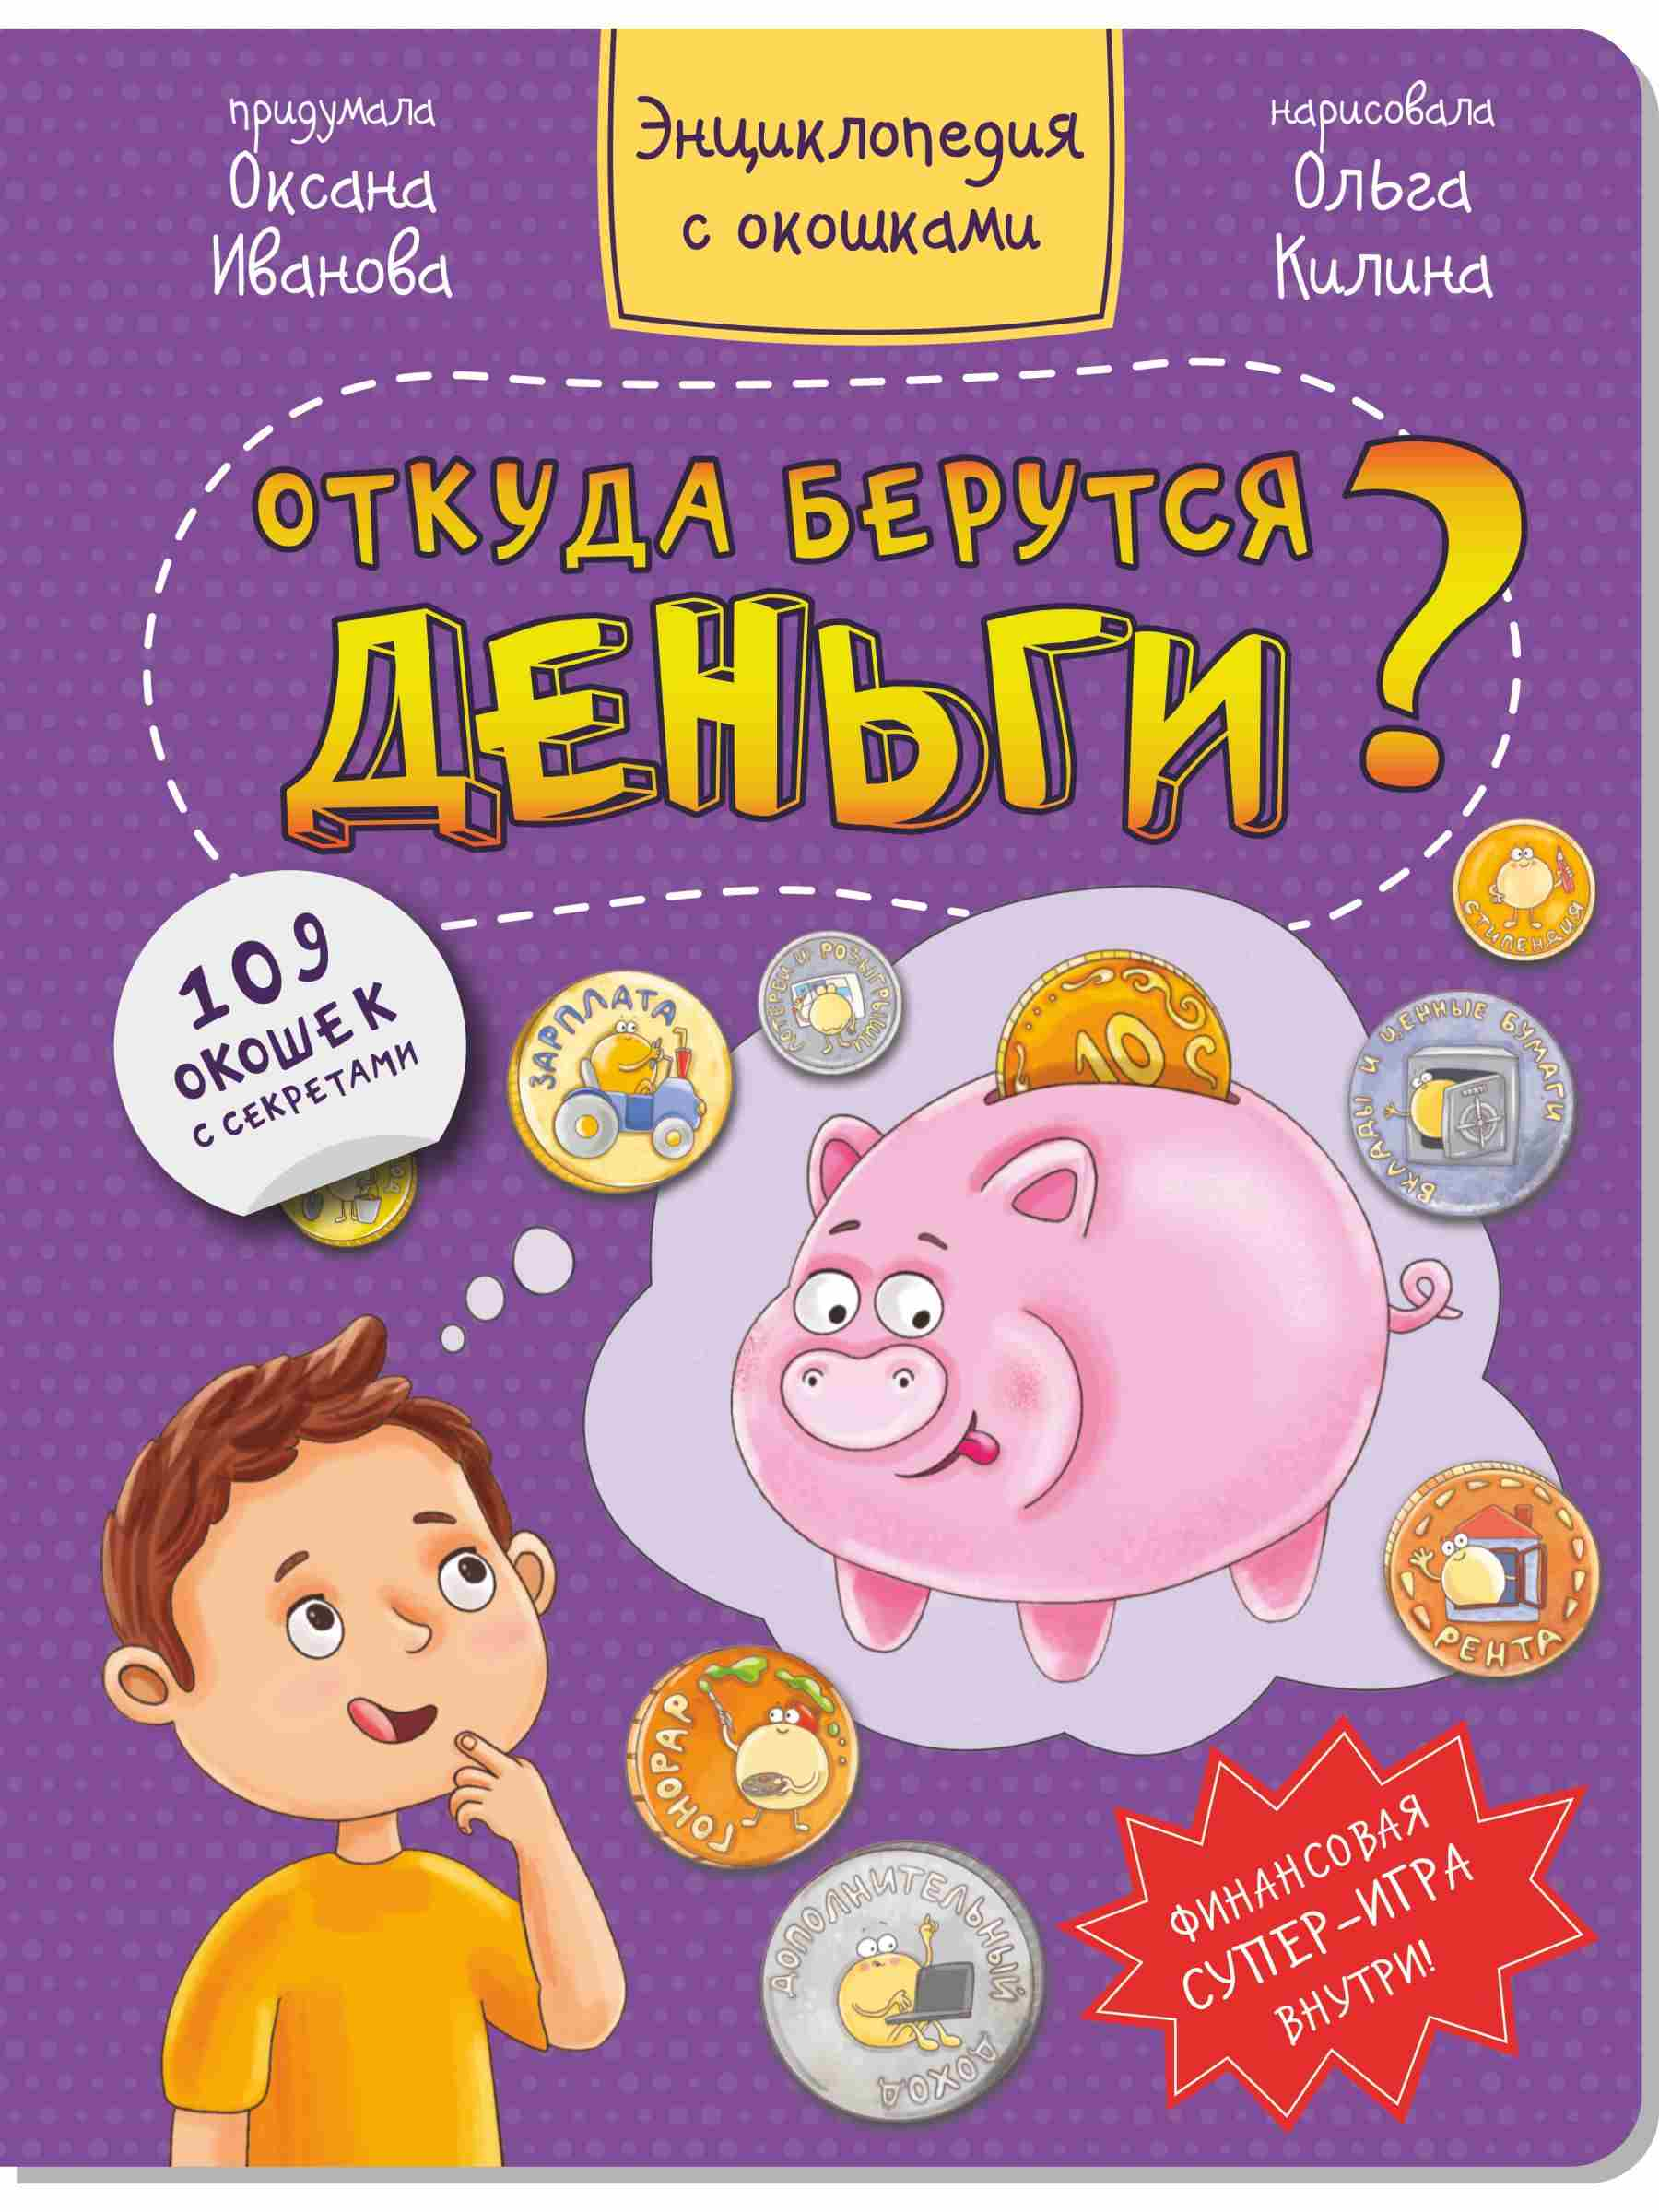 придумала
Оксана
Иванова
Энциклопедия
с окошками
нарисовала
Ольга
Килина
ОТКУДА БЕРУТСЯ
ДЕНЬГИ?
109
ОКОШЕК
С СЕКРЕТАМИ
СТИПЕНДИЯ
ЗАРПЛАТА
ЛОТЕРЕИ И РОЗЫГРЫШИ
10
ВКЛАДЫ И ЦЕННЫЕ БУМАГИ
РЕНТА
ГОНОРАР
ДОПОЛНИТЕЛЬНЫЙ
ДОХОД
ФИНАНСОВАЯ
СУПЕР-ИГРА
ВНУТРИ!